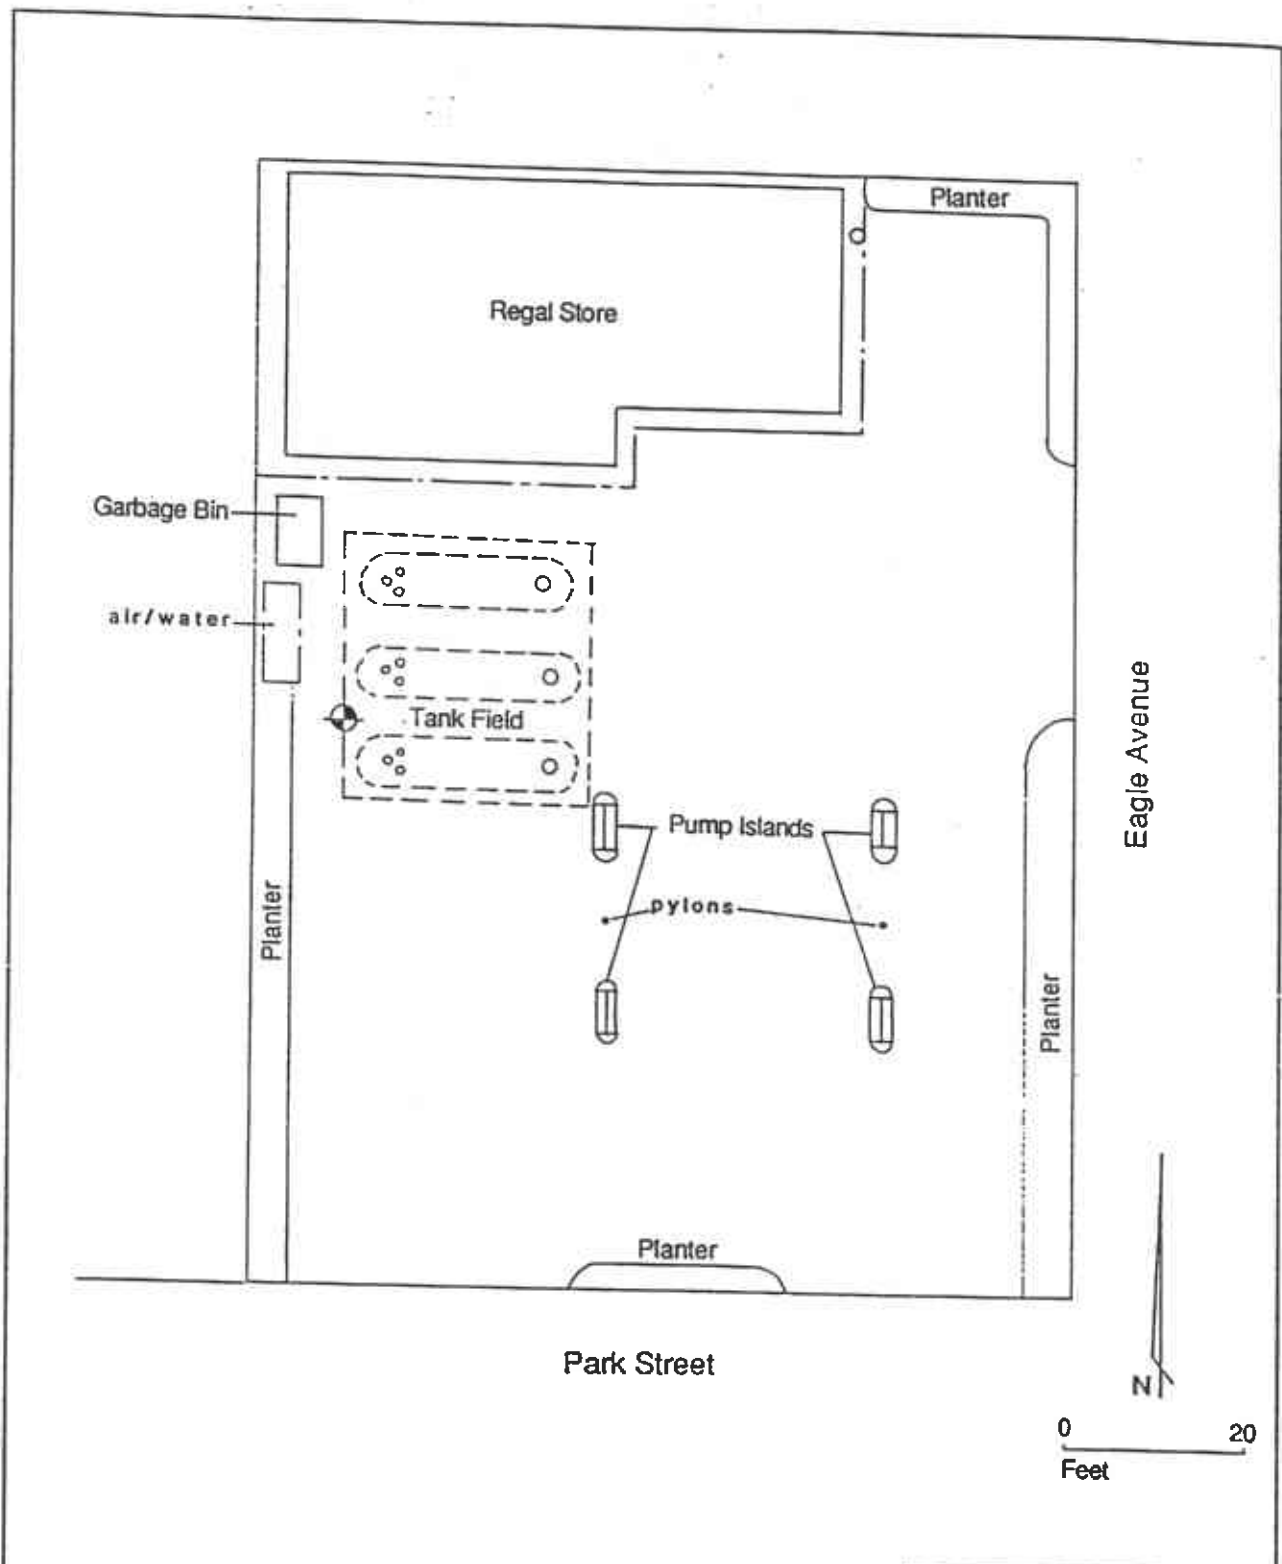 Planter
Regal Store
Garbage Bin
air/water
Tank Field
Eagle Avenue
Pump Islands
pylons
Planter
Planter
Planter
Park Street
N
0 20
Feet